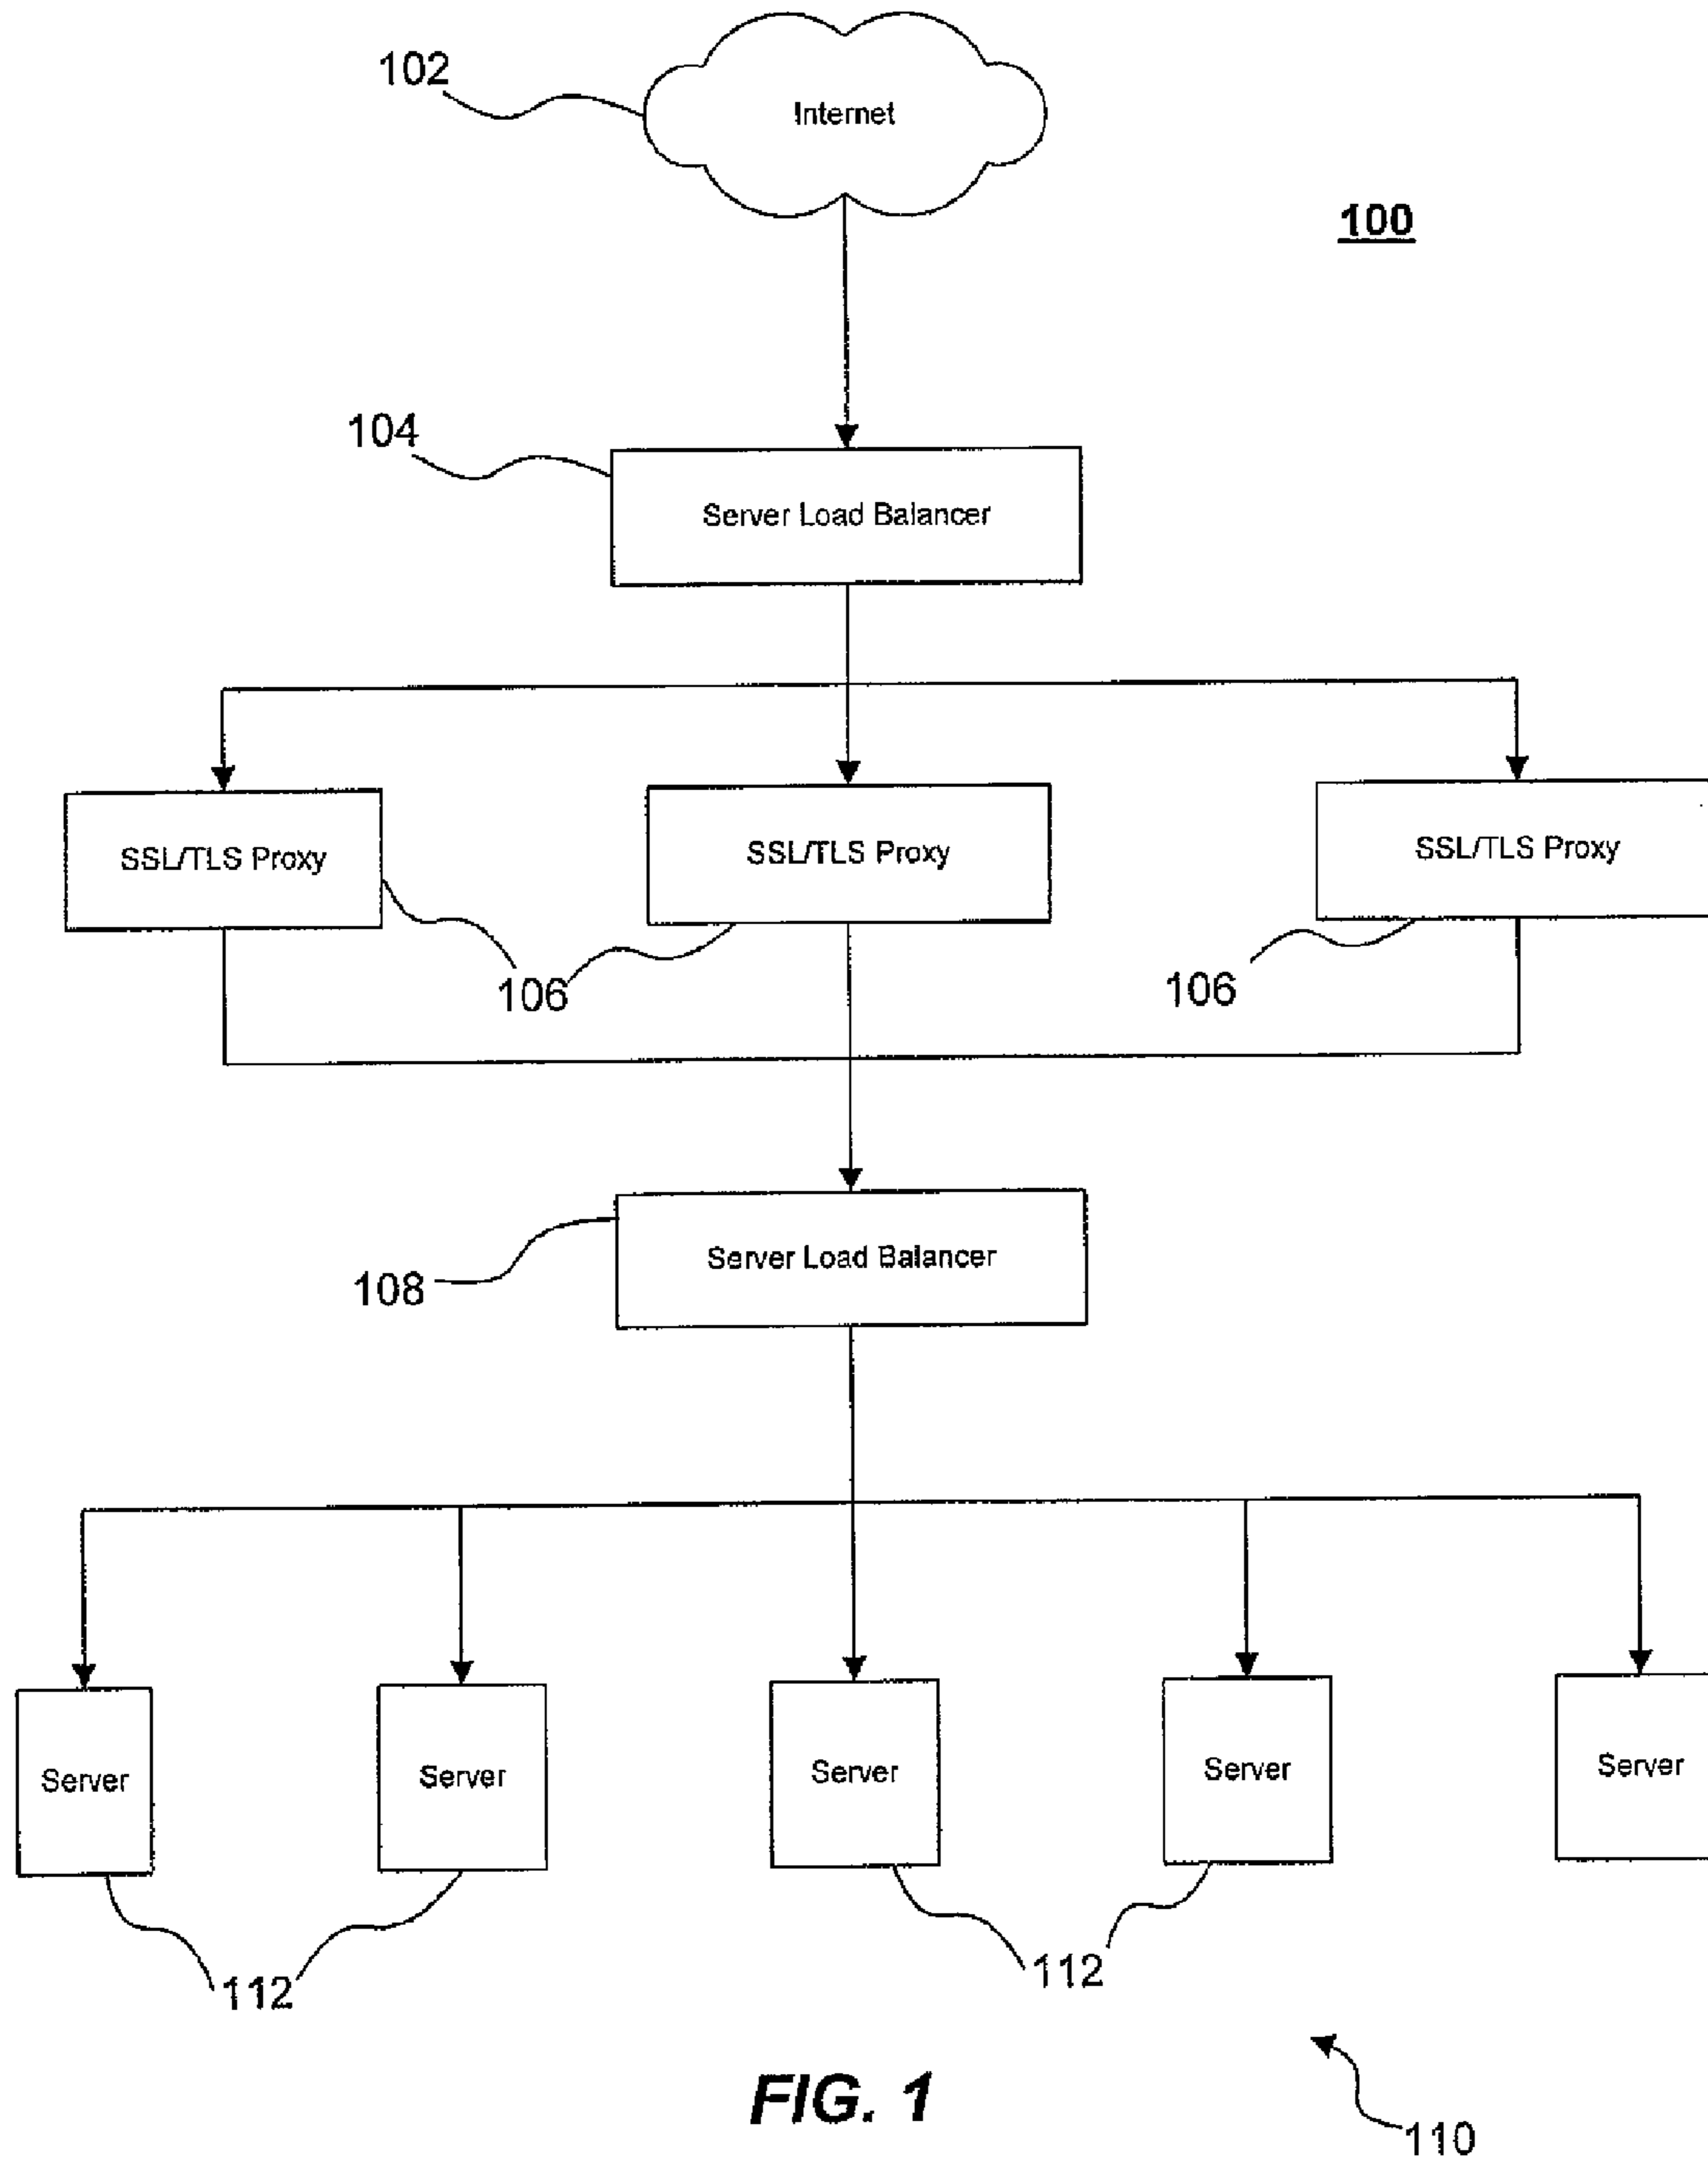 102
Internet
100
104
Server Load Balancer
SSL/TLS Proxy
SSL/TLS Proxy
SSL/TLS Proxy
106
106
Server Load Balancer
108
Server
Server
Server
Server
Server
112
112
FIG. 1
110